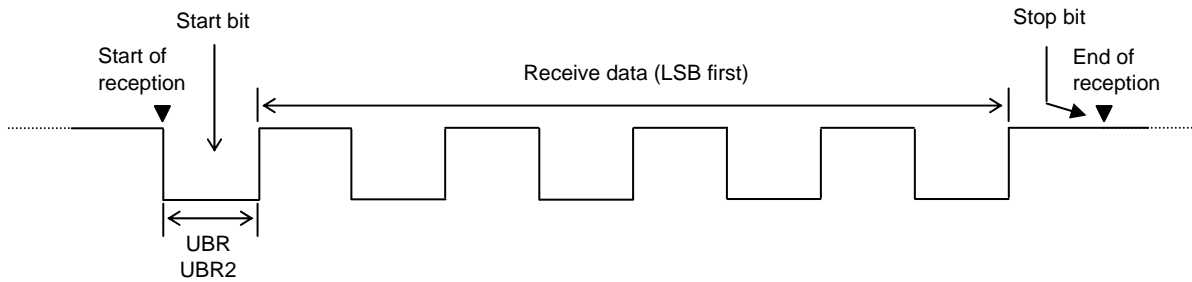 Start bit
Stop bit
Start of
reception
Receive data (LSB first)
End of
reception
UBR
UBR2